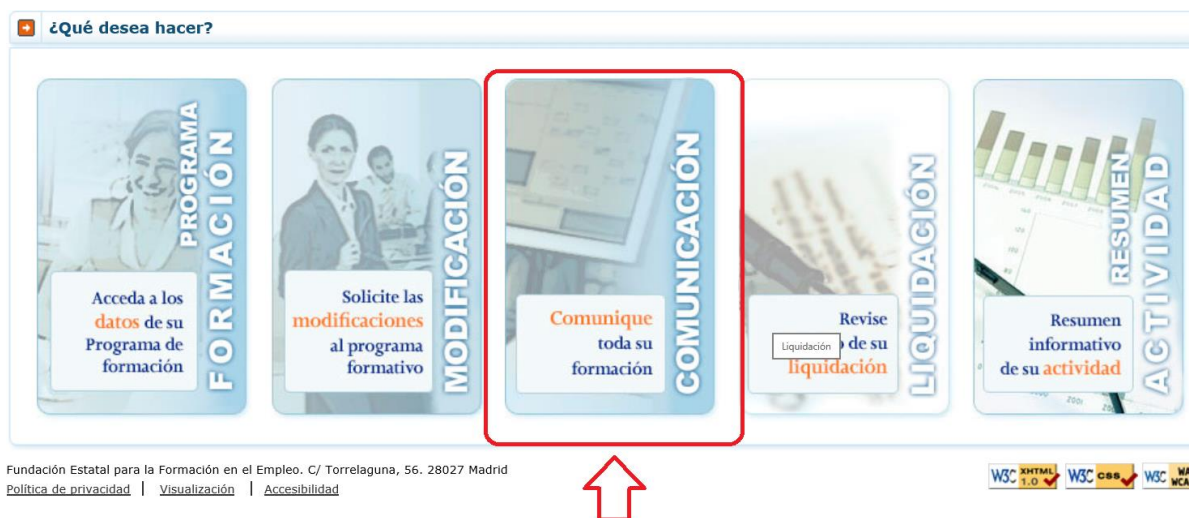 ¿Qué desea hacer?
PROGRAMA
FORMACIÓN
Acceda a los
datos de su
Programa de
formación
MODIFICACIÓN
Solicite las
modificaciones
al programa
formativo
COMUNICACIÓN
Comunique
toda su
formación
LIQUIDACIÓN
Revise
de su
liquidación
Liquidación
RESUMEN
ACTIVIDAD
Resumen
informativo
de su actividad
Fundación Estatal para la Formación en el Empleo. C/ Torrelaguna, 56. 28027 Madrid
Política de privacidad | Visualización | Accesibilidad
W3C XHTML 1.0 W3C css W3C WA WCA